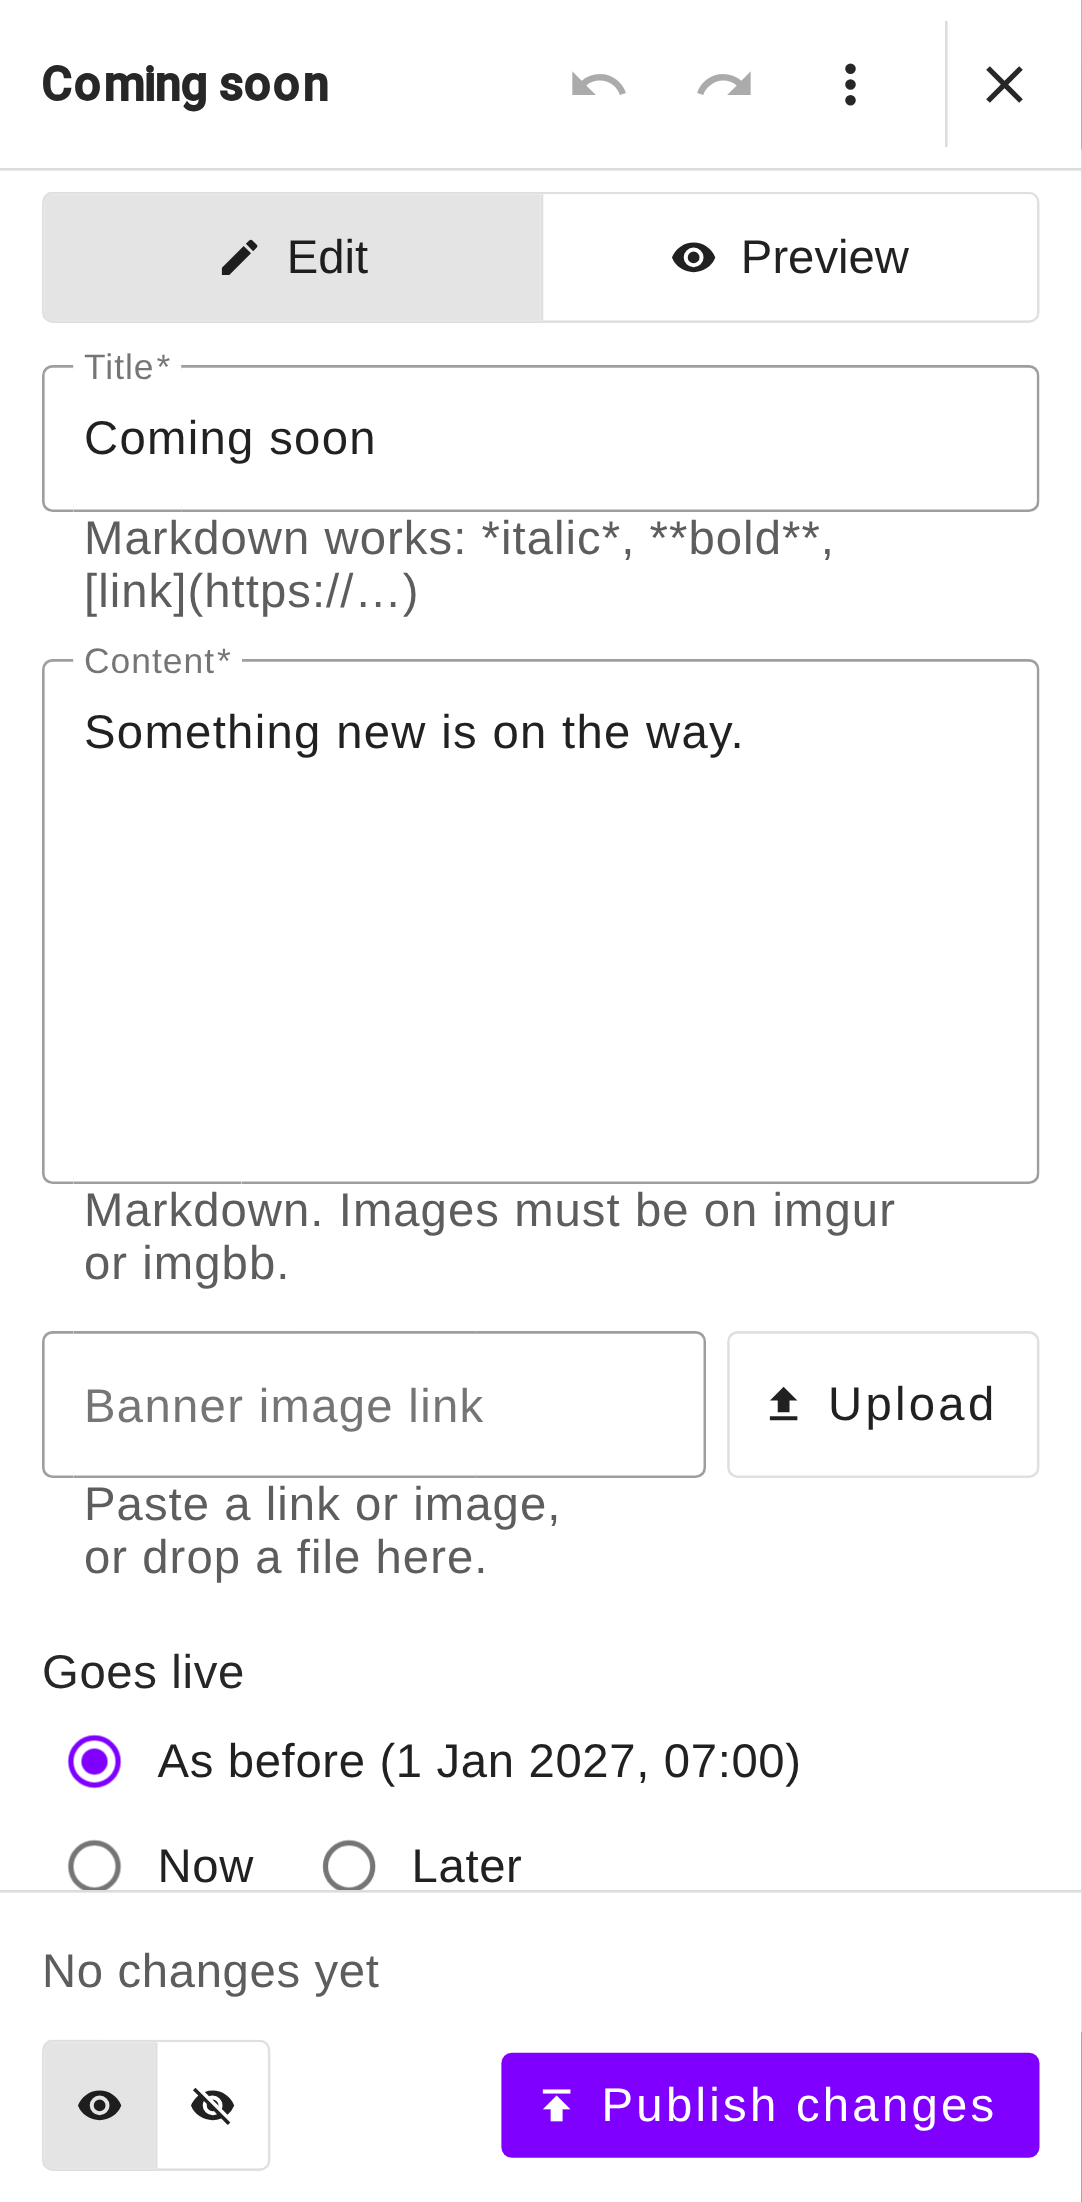 Coming soon
Edit
Preview
Title*
Coming soon
Markdown works: *italic*, **bold**,
[link](https://...)
Content*
Something new is on the way.
Markdown. Images must be on imgur
or imgbb.
Banner image link
Upload
Paste a link or image,
or drop a file here.
Goes live
As before (1 Jan 2027, 07:00)
Now
Later
No changes yet
Publish changes